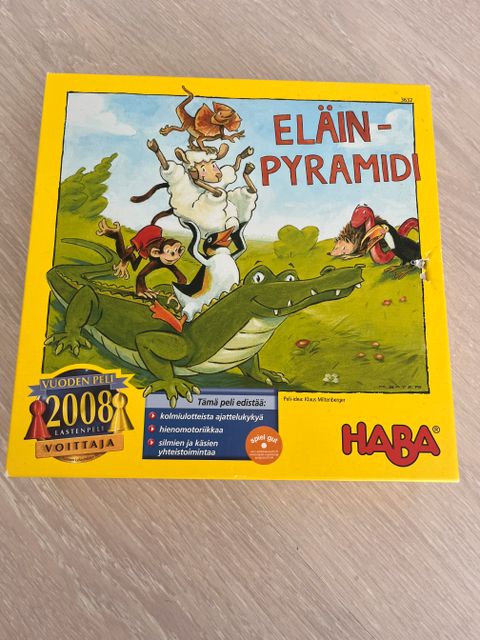 3632
ELÄIN-
PYRAMIDI
VUODEN PELI
2008
LASTENPELI
VOITTAJA
Tämä peli edistää:
kolmiulotteista ajattelukykyä
hienomotoriikkaa
silmien ja käsien
yhteistoimintaa
spiel gut
Peli-idea: Klaus Miltenberger
HABA®